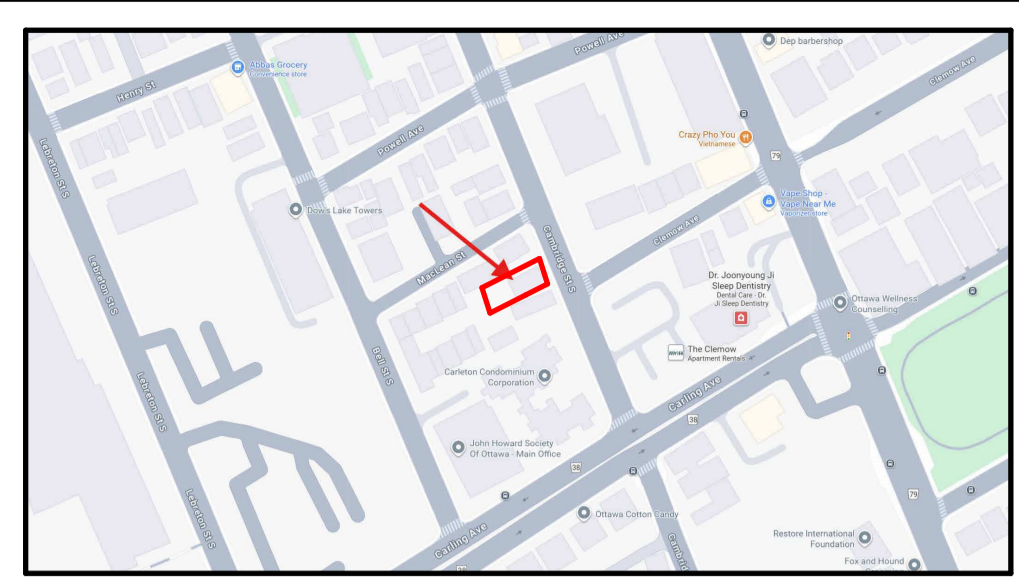 Powell Ave
Dep barbershop
Abbas Grocery
Convenience store
Henry St
Clemow Ave
Crazy Pho You
Vietnamese
79
Powell Ave
Lebreton St S
Vape Shop -
Vape Near Me
Vaporizer store
Dow's Lake Towers
Clemow Ave
Cambridge St S
MacLean St
Lebreton St S
Dr. Joonyoung Ji
Sleep Dentistry
Dental Care - Dr.
Ji Sleep Dentistry
Ottawa Wellness
Counselling
The Clemow
Apartment Rentals
Bell St S
Carleton Condominium
Corporation
Lebreton St S
Carling Ave
38
John Howard Society
Of Ottawa - Main Office
38
79
Lebreton St S
Ottawa Cotton Candy
Carling Ave
Cambrid
Restore International
Foundation
Fox and Hound